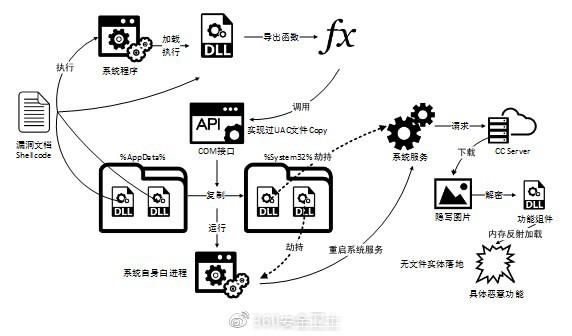 加载
执行
DLL
导出函数
fx
执行
系统程序
调用
漏洞文档
Shellcode
API
实现过UAC文件Copy
COM接口
系统服务
请求
CC Server
下载
%AppData%
%System32%
劫持
DLL
DLL
复制
DLL
DLL
隐写图片
解密
DLL
功能组件
运行
劫持
内存反射加载
重启系统服务
无文件实体落地
系统自身白进程
具体恶意功能
360安全卫士